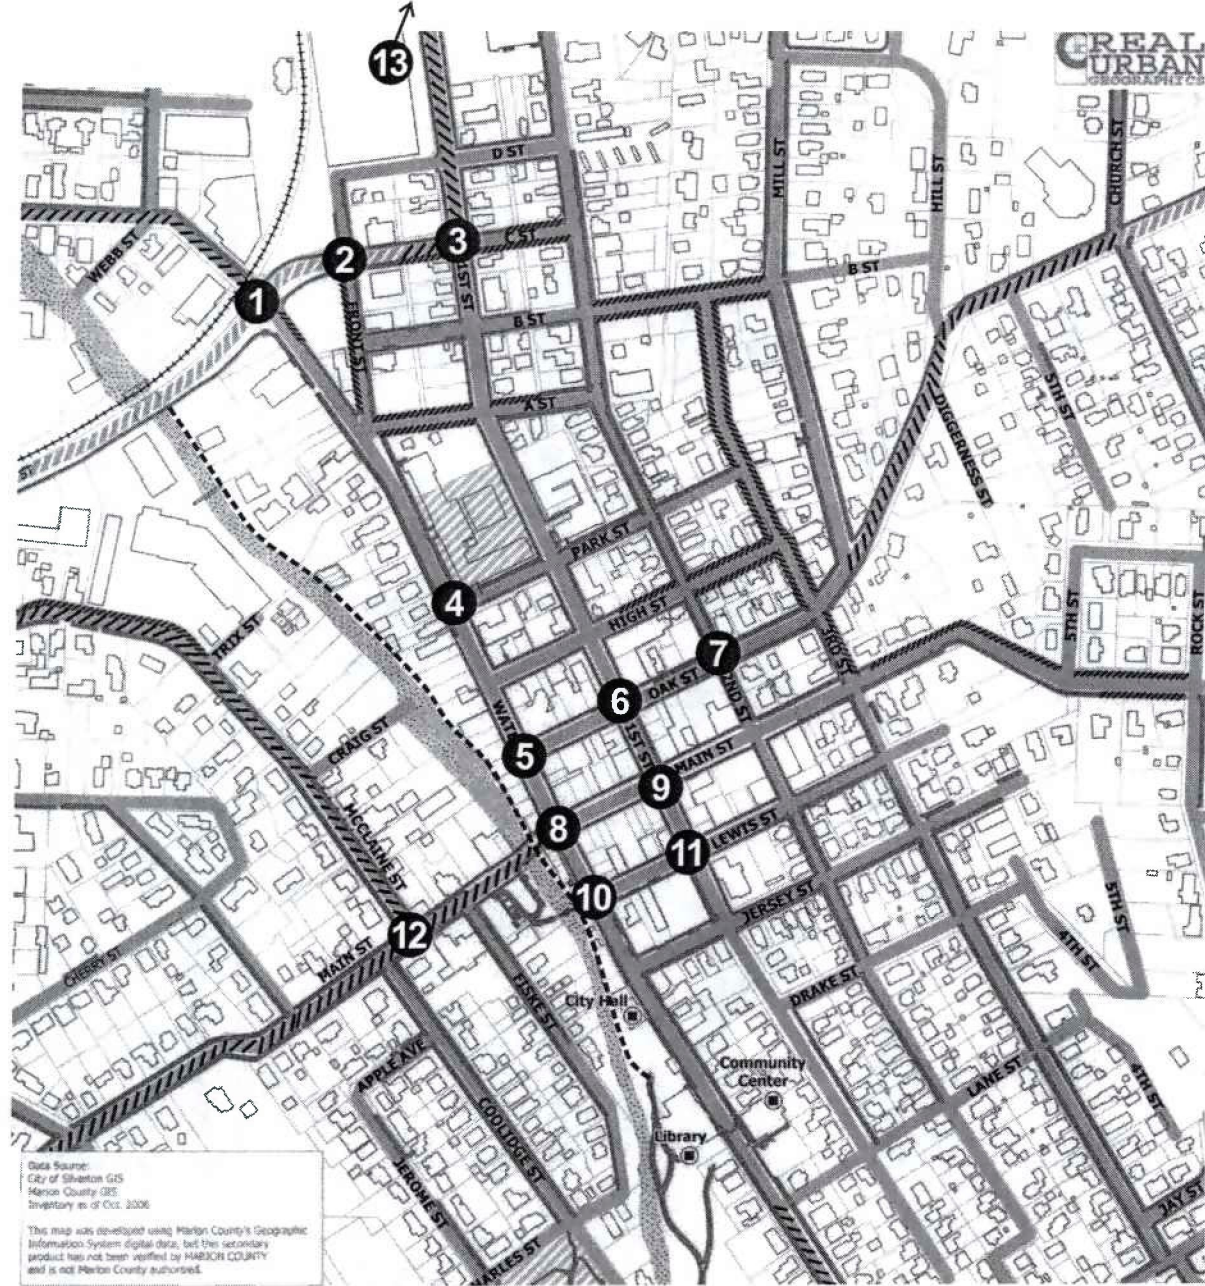 13
REAL
URBAN
GEOGRAPHICS
D ST
MILL ST
HILL ST
CHURCH ST
WEBB ST
3
C ST
2
1ST ST
B ST
1
FRONT ST
B ST
A ST
5TH ST
DIGGERNESS ST
PARK ST
4
HIGH ST
TRIX ST
5TH ST
ROCK ST
7
3RD ST
6
OAK ST
2ND ST
5
1ST ST
MAIN ST
CRAIG ST
9
8
MCCLAINE ST
LEWIS ST
11
10
JERSEY ST
12
MAIN ST
CHERRY ST
5TH ST
4TH ST
FISKE ST
DRAKE ST
City Hall
APPLE AVE
Community
Center
LANE ST
4TH ST
COOLIDGE ST
Library
JEROME ST
JAY ST
Data Source:
City of Silverton GIS
Marion County GIS
Inventory as of Oct. 2006
This map was developed using Marion County's Geographic
Information System digital data, but this secondary
product has not been verified by MARION COUNTY
and is not Marion County authorized.